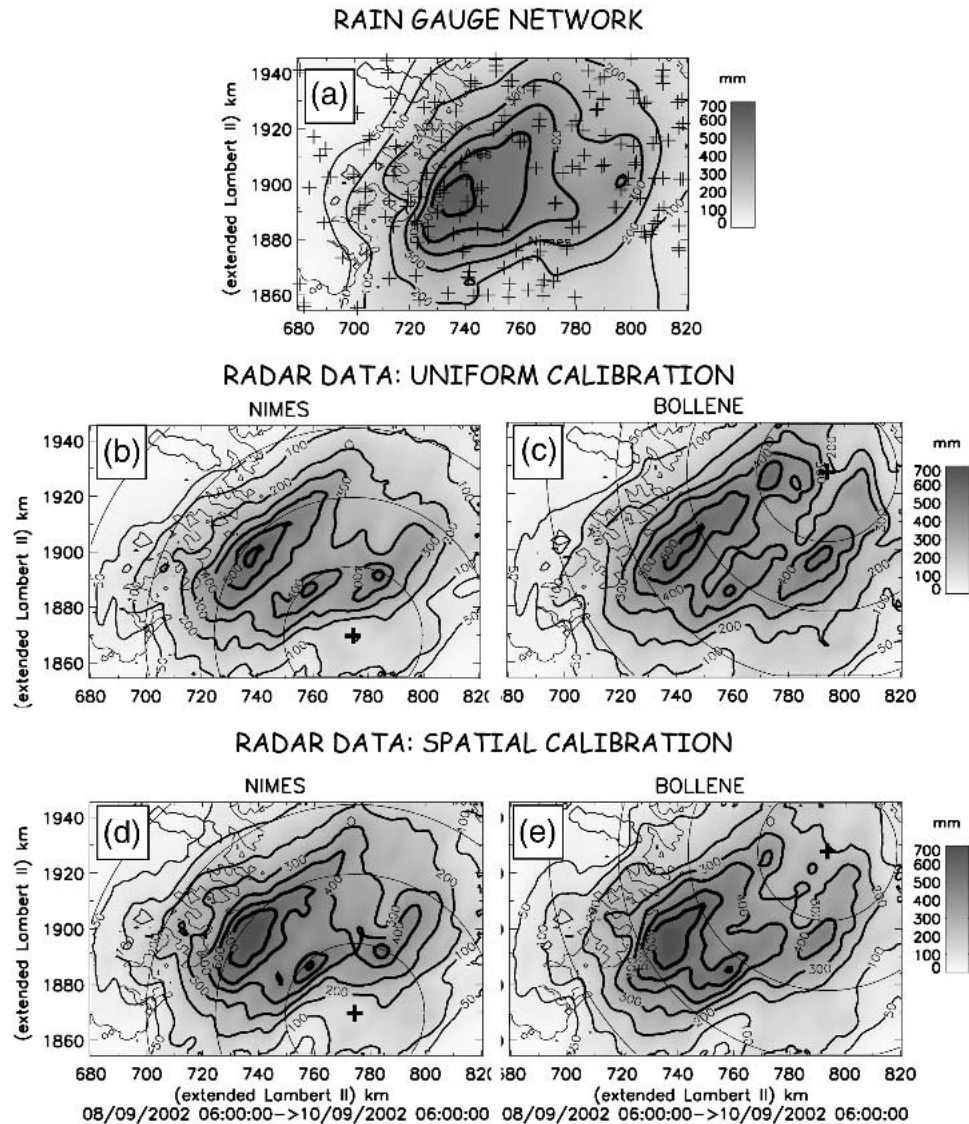 RAIN GAUGE NETWORK
(a)
(extended Lambert II) km
1940
1920
1900
1880
1860
680 700 720 740 760 780 800 820
Ales
Nimes
mm
700
600
500
400
300
200
100
0
RADAR DATA: UNIFORM CALIBRATION
NIMES
BOLLENE
(b)
(c)
(extended Lambert II) km
1940
1920
1900
1880
1860
680 700 720 740 760 780 800 820
700 720 740 760 780 800 820
mm
700
600
500
400
300
200
100
0
RADAR DATA: SPATIAL CALIBRATION
NIMES
BOLLENE
(d)
(e)
(extended Lambert II) km
1940
1920
1900
1880
1860
680 700 720 740 760 780 800 820
700 720 740 760 780 800 820
mm
700
600
500
400
300
200
100
0
(extended Lambert II) km
(extended Lambert II) km
08/09/2002 06:00:00->10/09/2002 06:00:00
08/09/2002 06:00:00->10/09/2002 06:00:00